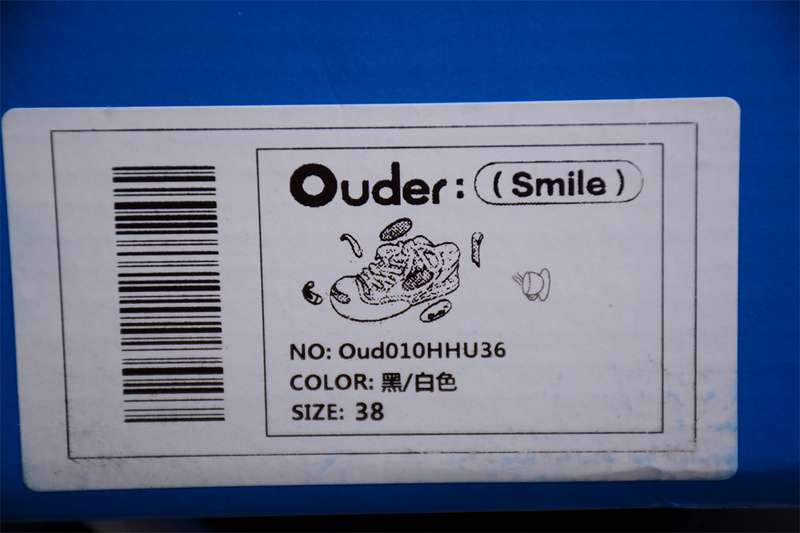 Ouder: (Smile)
NO: Oud010HHU36
COLOR: 黑/白色
SIZE: 38